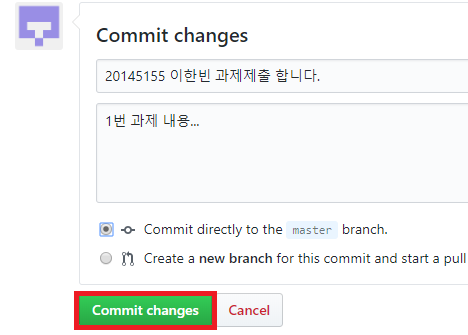 Commit changes
20145155 이한빈 과제제출 합니다.
1번 과제 내용...
Commit directly to the master branch.
Create a new branch for this commit and start a pull
Commit changes Cancel